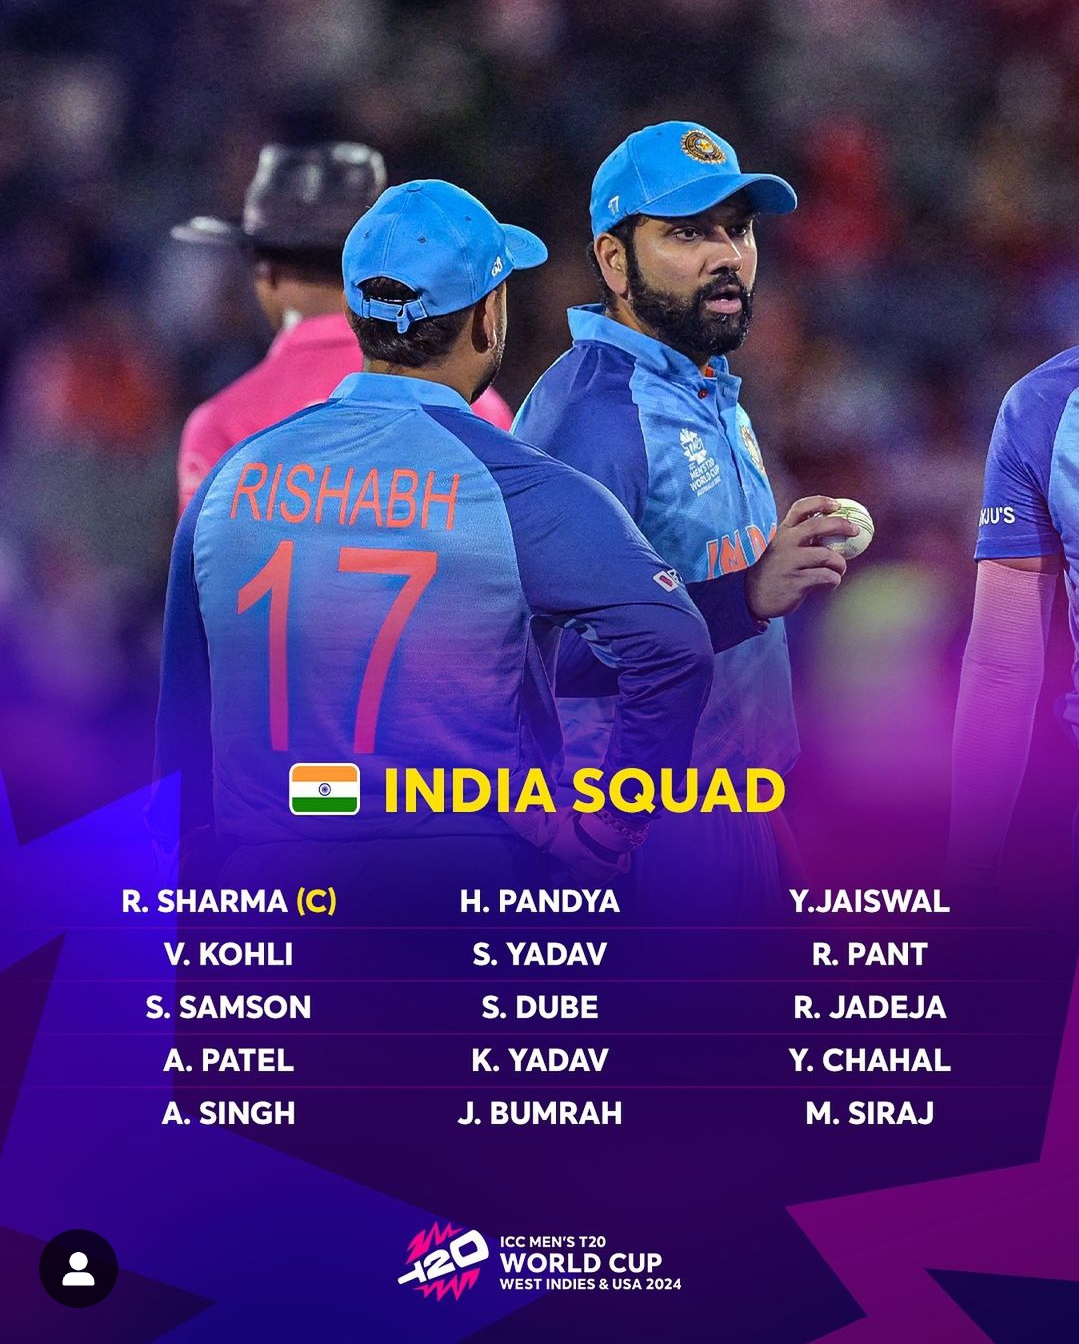 RISHABH
17
INDIA SQUAD
R. SHARMA (C) H. PANDYA Y.JAISWAL
V. KOHLI S. YADAV R. PANT
S. SAMSON S. DUBE R. JADEJA
A. PATEL K. YADAV Y. CHAHAL
A. SINGH J. BUMRAH M. SIRAJ
T20
ICC MEN'S T20
WORLD CUP
WEST INDIES & USA 2024